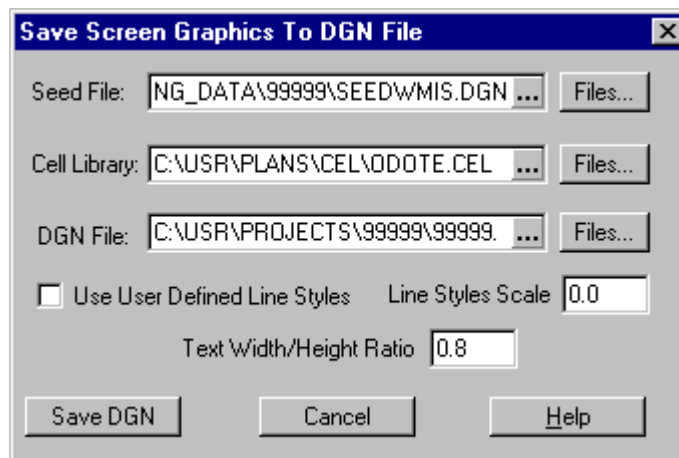 Save Screen Graphics To DGN File
Seed File: NG_DATA\99999\SEEDWMIS.DGN ... Files...
Cell Library: C:\USR\PLANS\CEL\ODOTE.CEL ... Files...
DGN File: C:\USR\PROJECTS\99999\99999. ... Files...
Use User Defined Line Styles Line Styles Scale 0.0
Text Width/Height Ratio 0.8
Save DGN Cancel Help